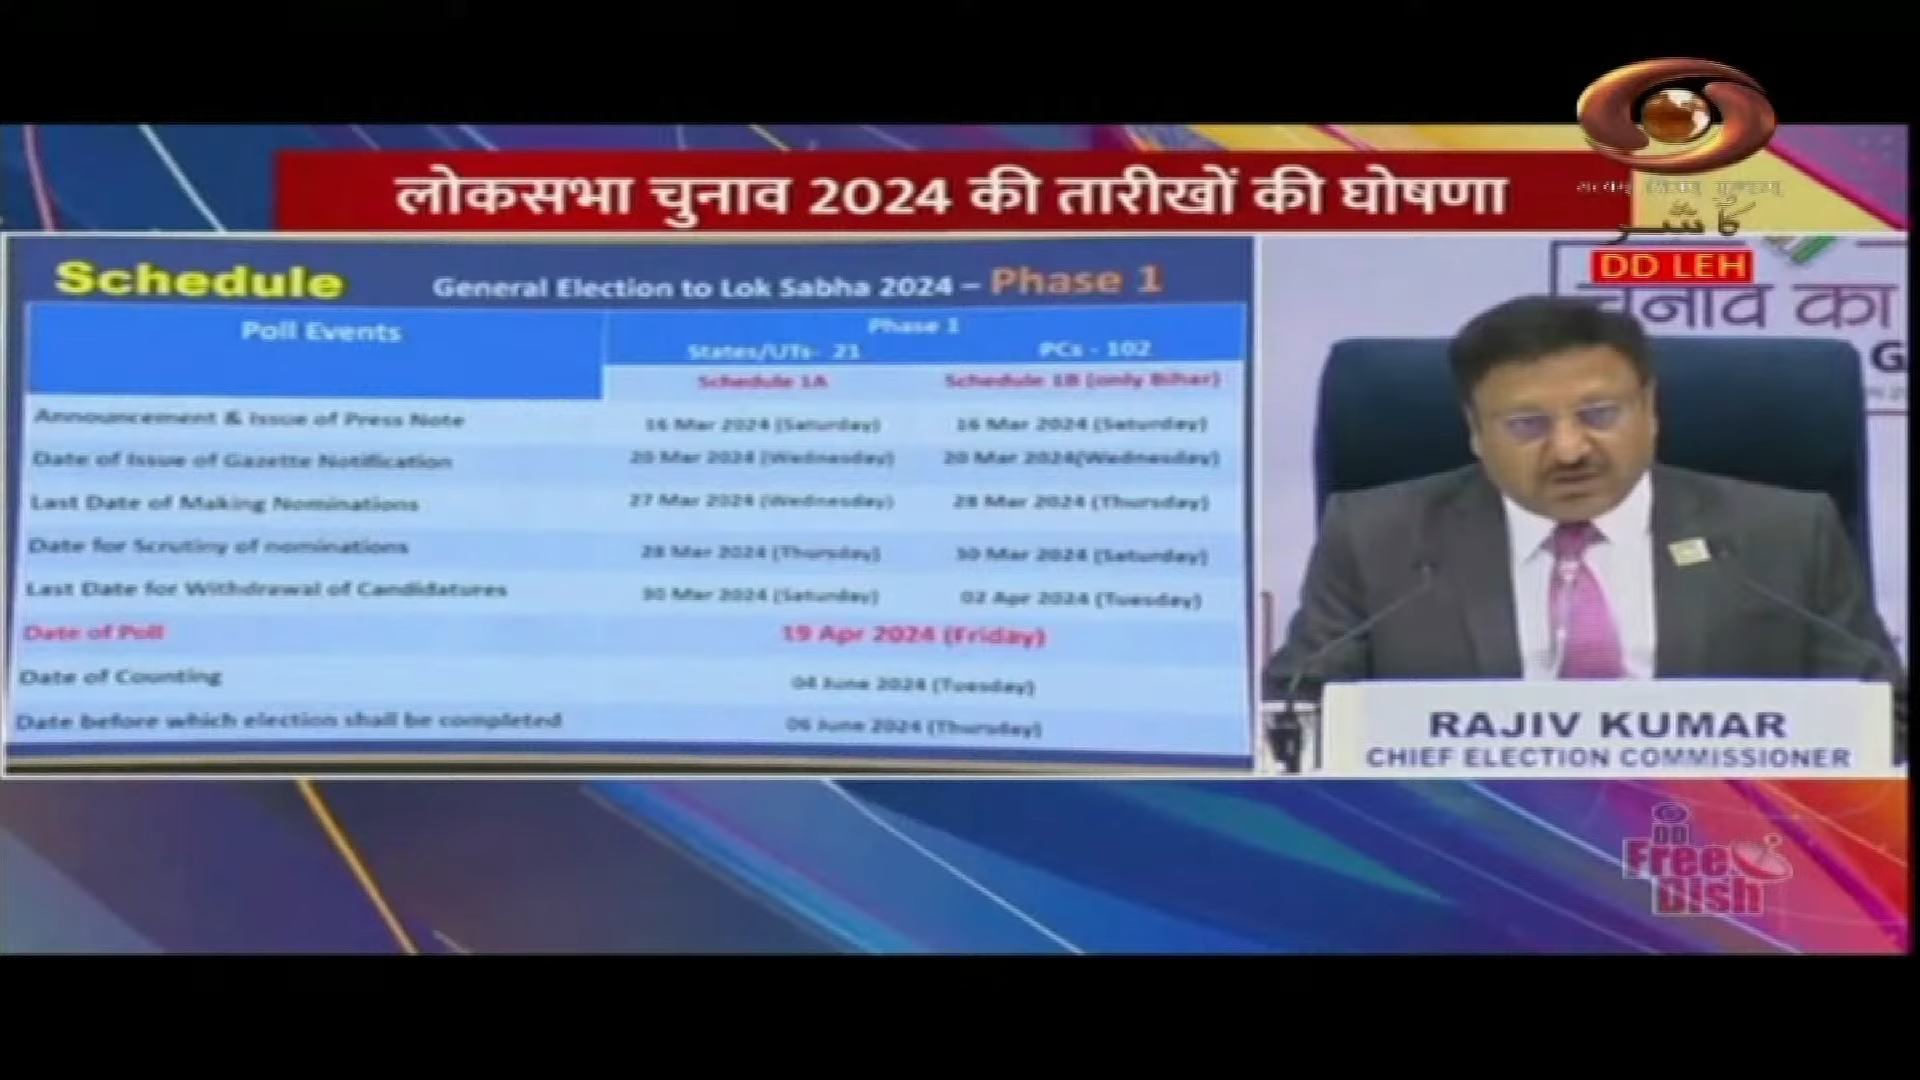 लोकसभा चुनाव 2024 की तारीखों की घोषणा
DD LEH
Schedule General Election to Lok Sabha 2024 – Phase 1
Poll Events
Phase 1
States/UTs- 21 PCs - 102
Schedule 1A Schedule 1B (only Bihar)
Announcement & Issue of Press Note 16 Mar 2024 (Saturday) 16 Mar 2024 (Saturday)
Date of Issue of Gazette Notification 20 Mar 2024 (Wednesday) 20 Mar 2024(Wednesday)
Last Date of Making Nominations 27 Mar 2024 (Wednesday) 28 Mar 2024 (Thursday)
Date for Scrutiny of nominations 28 Mar 2024 (Thursday) 30 Mar 2024 (Saturday)
Last Date for Withdrawal of Candidatures 30 Mar 2024 (Saturday) 02 Apr 2024 (Tuesday)
Date of Poll 19 Apr 2024 (Friday)
Date of Counting 04 June 2024 (Tuesday)
Date before which election shall be completed 06 June 2024 (Thursday)
का
RAJIV KUMAR
CHIEF ELECTION COMMISSIONER
DD
Free
Dish